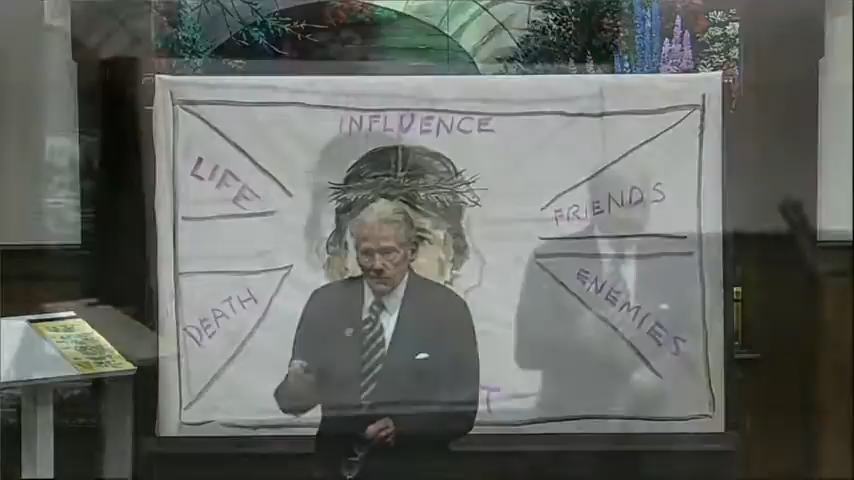 INFLUENCE
LIFE
FRIENDS
DEATH
ENEMIES
T